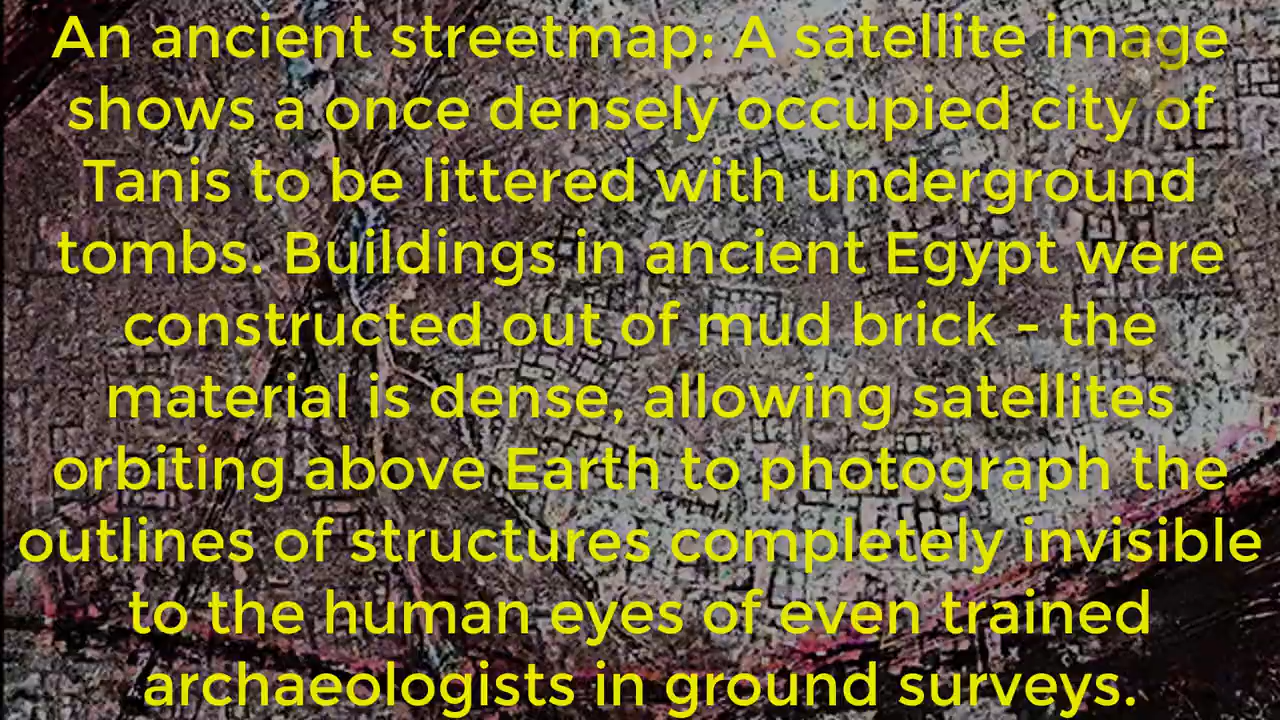 An ancient streetmap: A satellite image
shows a once densely occupied city of
Tanis to be littered with underground
tombs. Buildings in ancient Egypt were
constructed out of mud brick - the
material is dense, allowing satellites
orbiting above Earth to photograph the
outlines of structures completely invisible
to the human eyes of even trained
archaeologists in ground surveys.